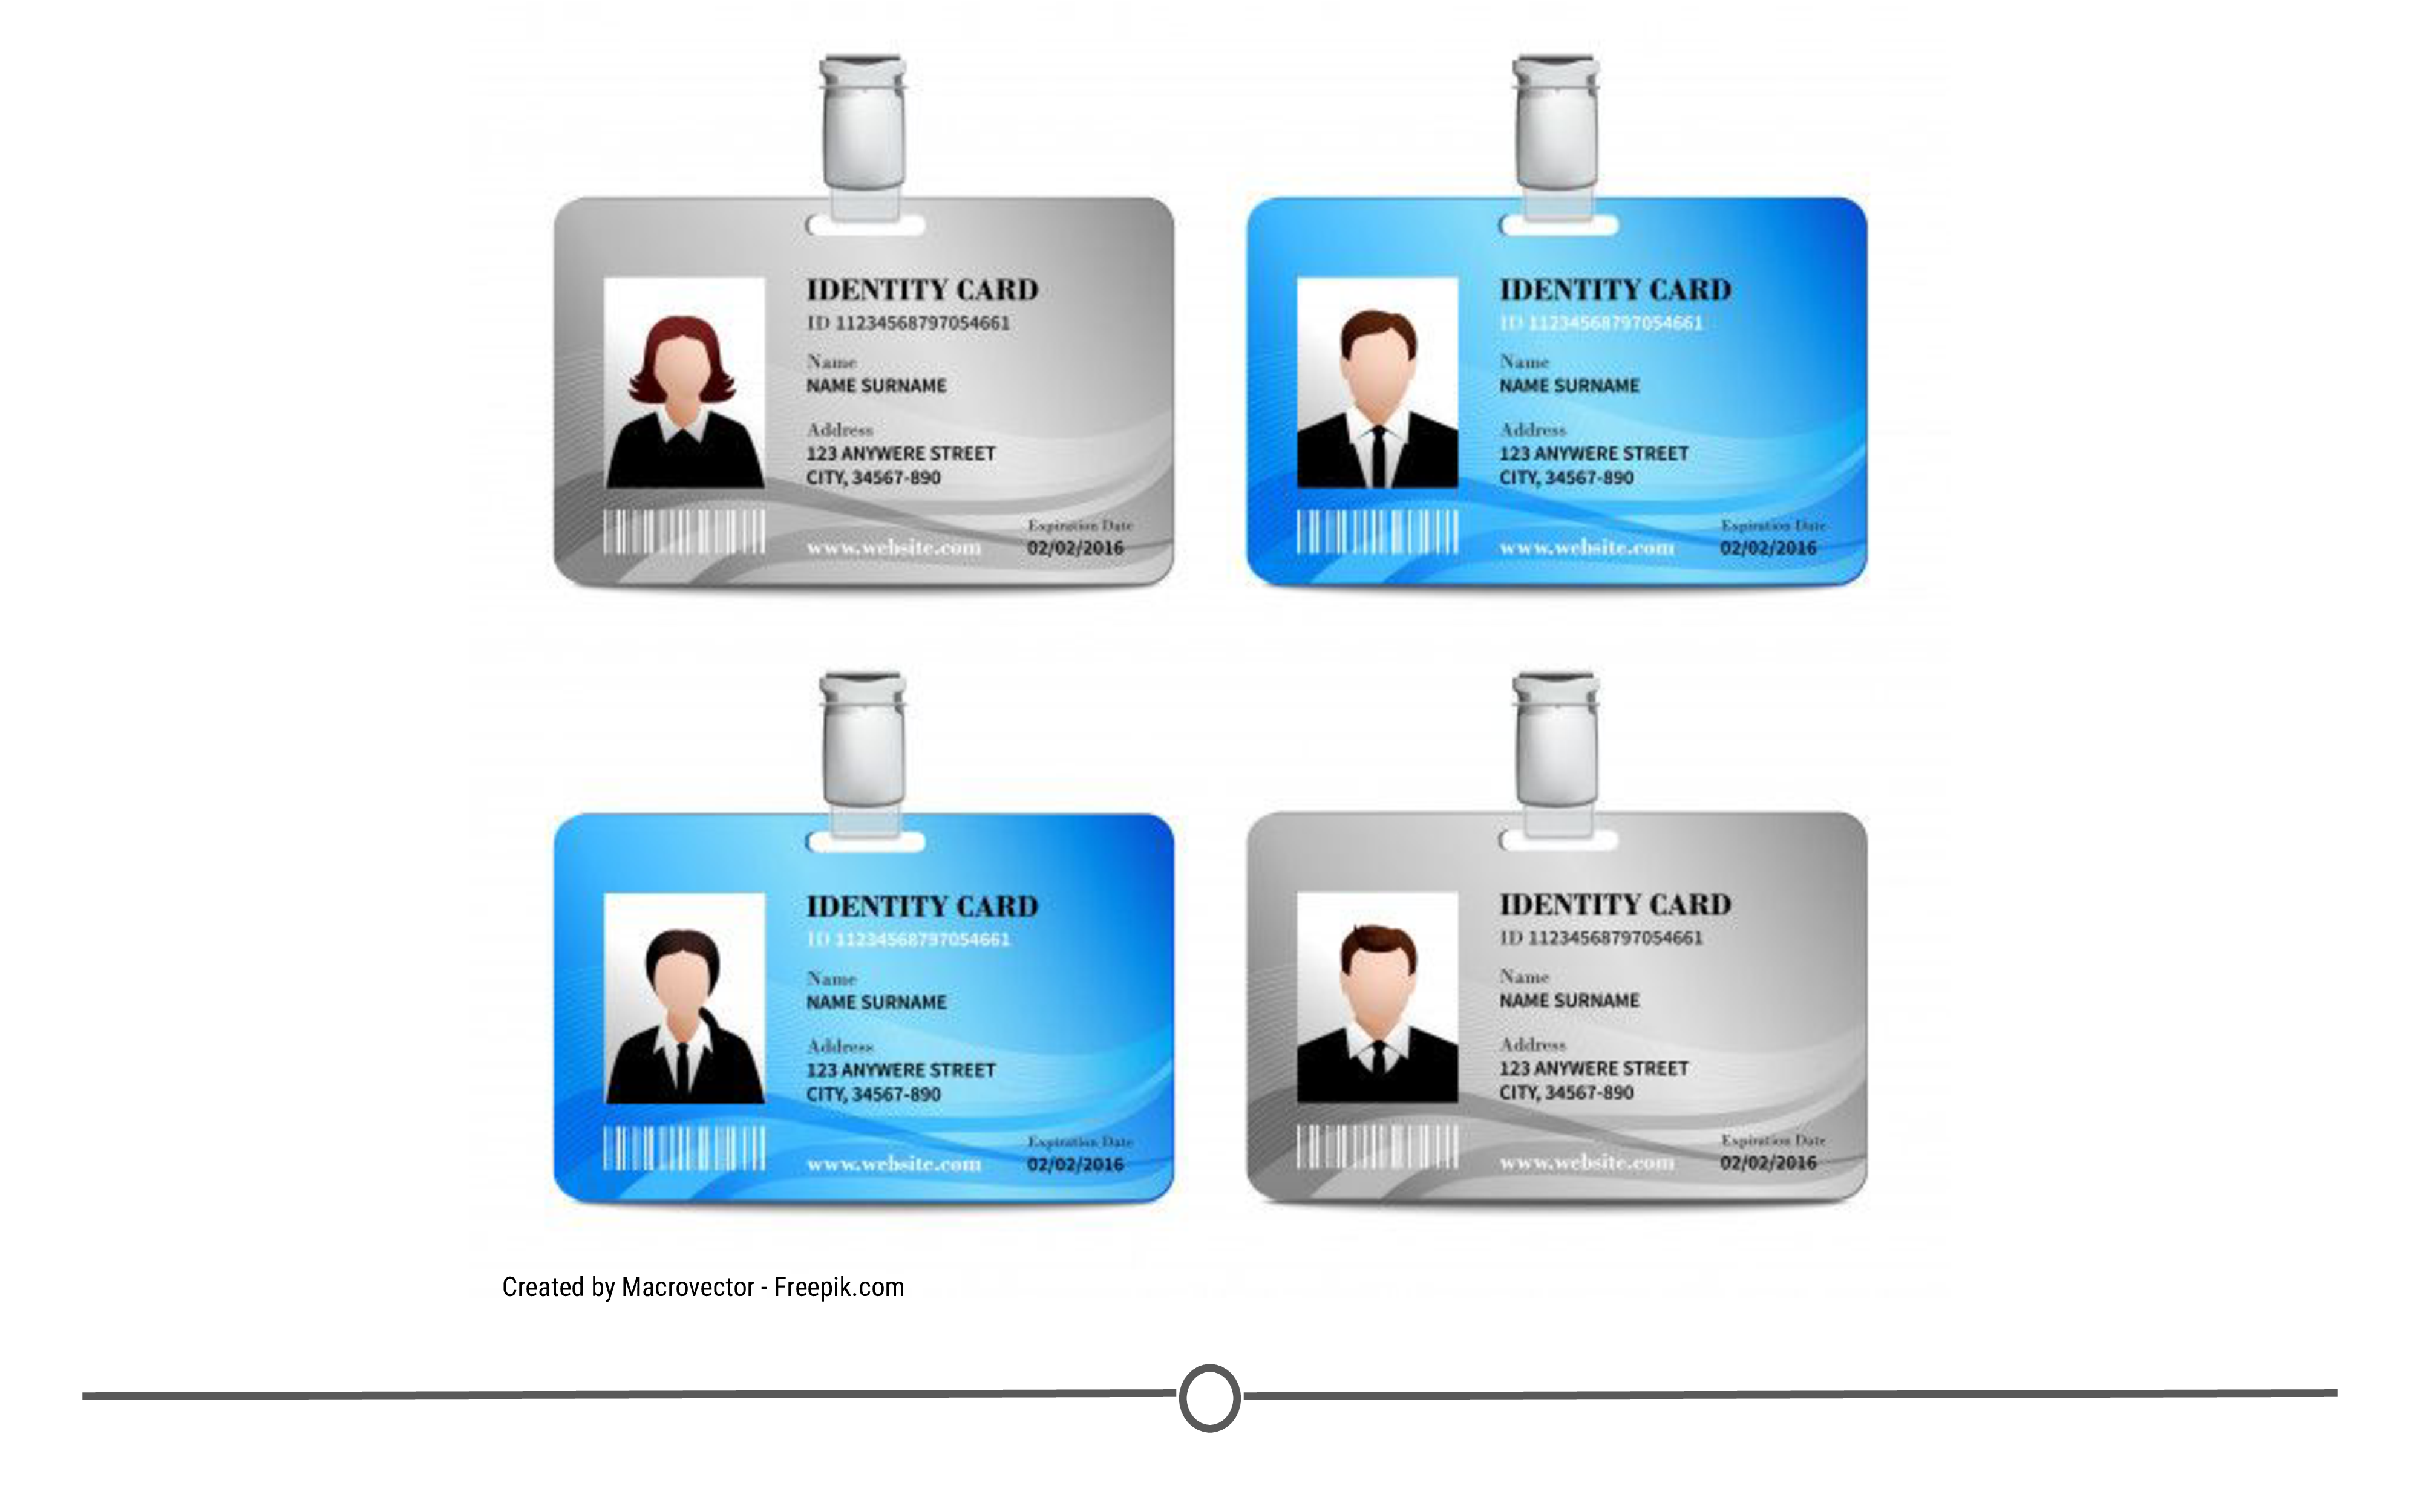 IDENTITY CARD
ID 11234568797054661
Name
NAME SURNAME
Address
123 ANYWERE STREET
CITY, 34567-890
Expiration Date
www.website.com
02/02/2016
IDENTITY CARD
ID 11234568797054661
Name
NAME SURNAME
Address
123 ANYWERE STREET
CITY, 34567-890
Expiration Date
www.website.com
02/02/2016
IDENTITY CARD
ID 11234568797054661
Name
NAME SURNAME
Address
123 ANYWERE STREET
CITY, 34567-890
Expiration Date
www.website.com
02/02/2016
IDENTITY CARD
ID 11234568797054661
Name
NAME SURNAME
Address
123 ANYWERE STREET
CITY, 34567-890
Expiration Date
www.website.com
02/02/2016
Created by Macrovector - Freepik.com